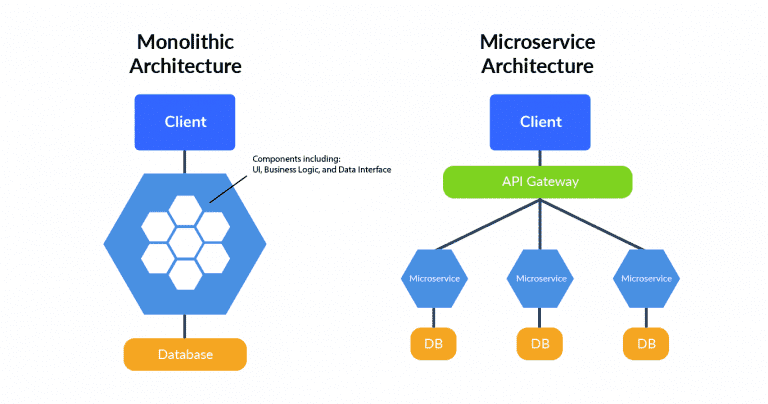 Monolithic
Architecture
Client
Components including:
UI, Business Logic, and Data Interface
Database
Microservice
Architecture
Client
API Gateway
Microservice
Microservice
Microservice
DB
DB
DB